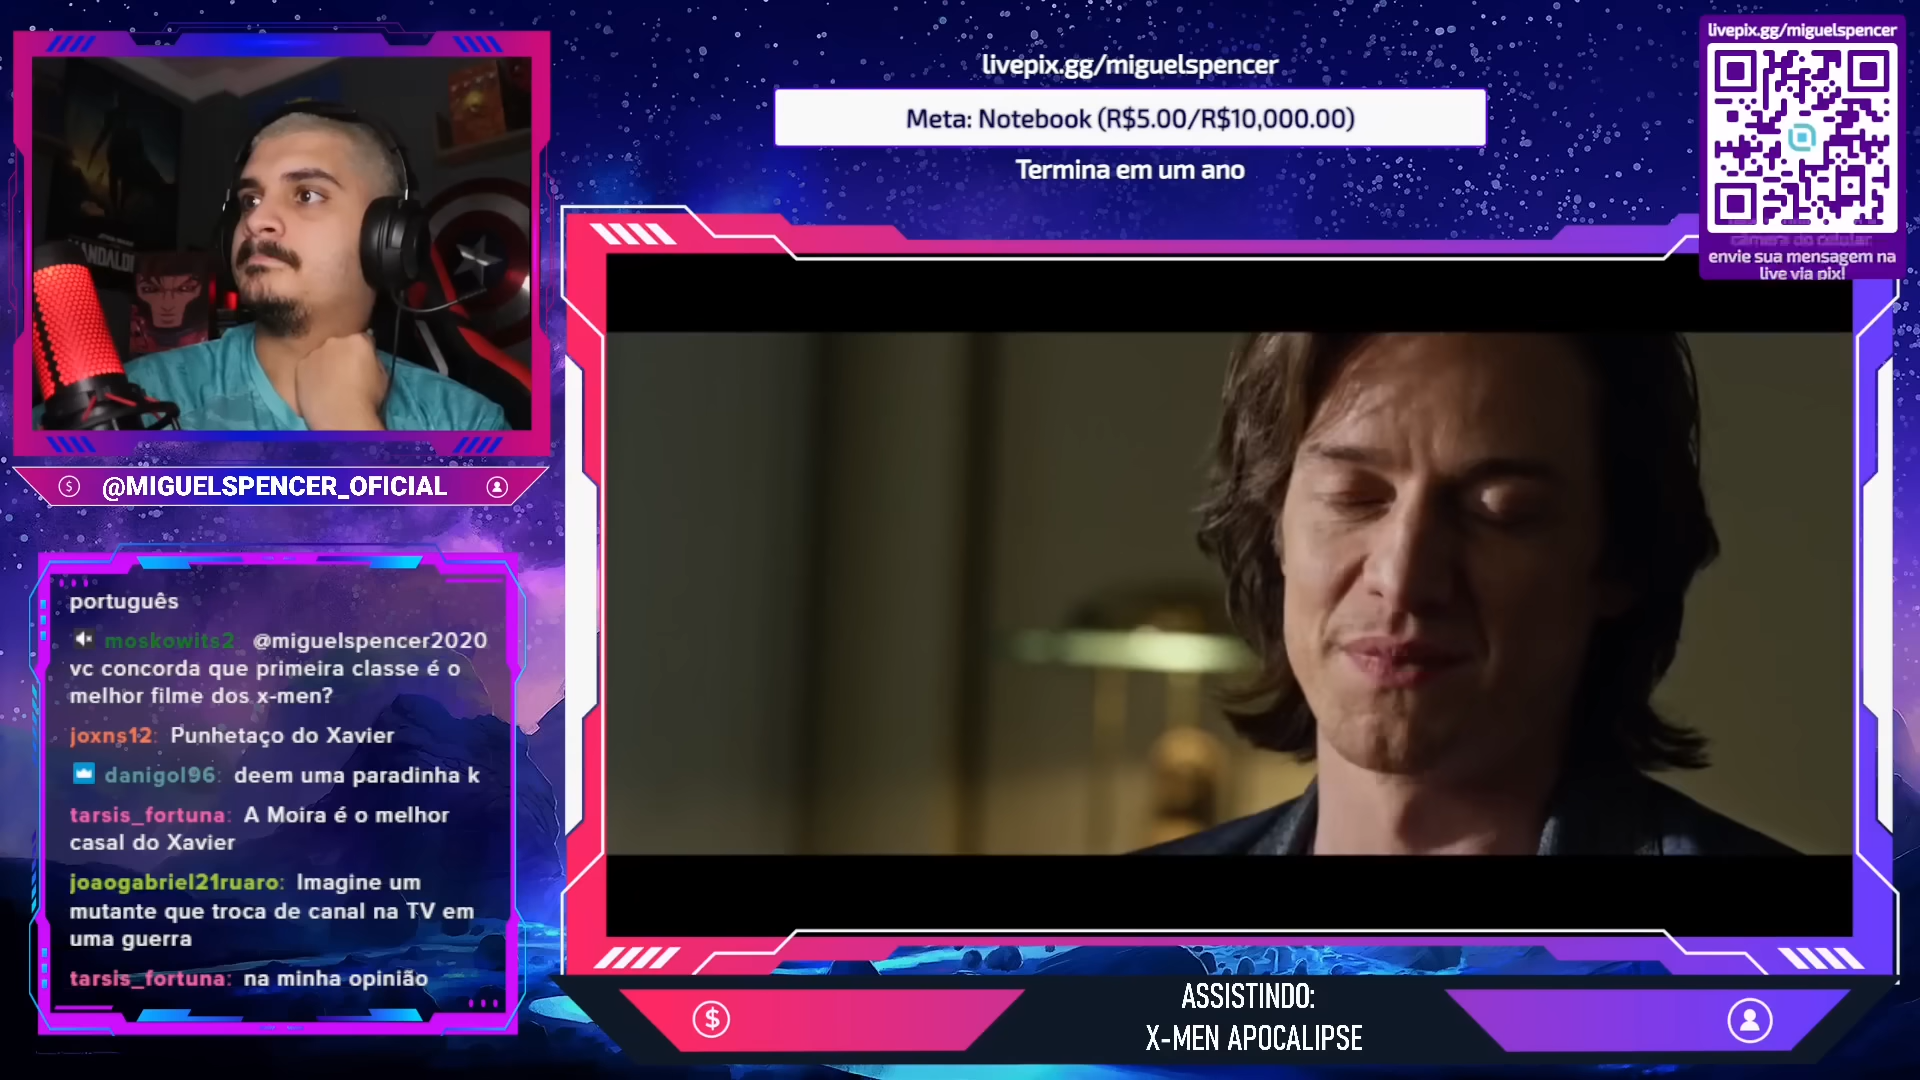 livepix.gg/miguelspencer
Meta: Notebook (R$5.00/R$10,000.00)
Termina em um ano
livepix.gg/miguelspencer
câmera do celular
envie sua mensagem na
live via pix!
@MIGUELSPENCER_OFICIAL
português
moskowits2 @miguelspencer2020
vc concorda que primeira classe é o
melhor filme dos x-men?
joxns12: Punhetaço do Xavier
danigol96: deem uma paradinha k
tarsis_fortuna: A Moira é o melhor
casal do Xavier
joaogabriel21ruaro: Imagine um
mutante que troca de canal na TV em
uma guerra
tarsis_fortuna: na minha opinião
ASSISTINDO:
X-MEN APOCALIPSE